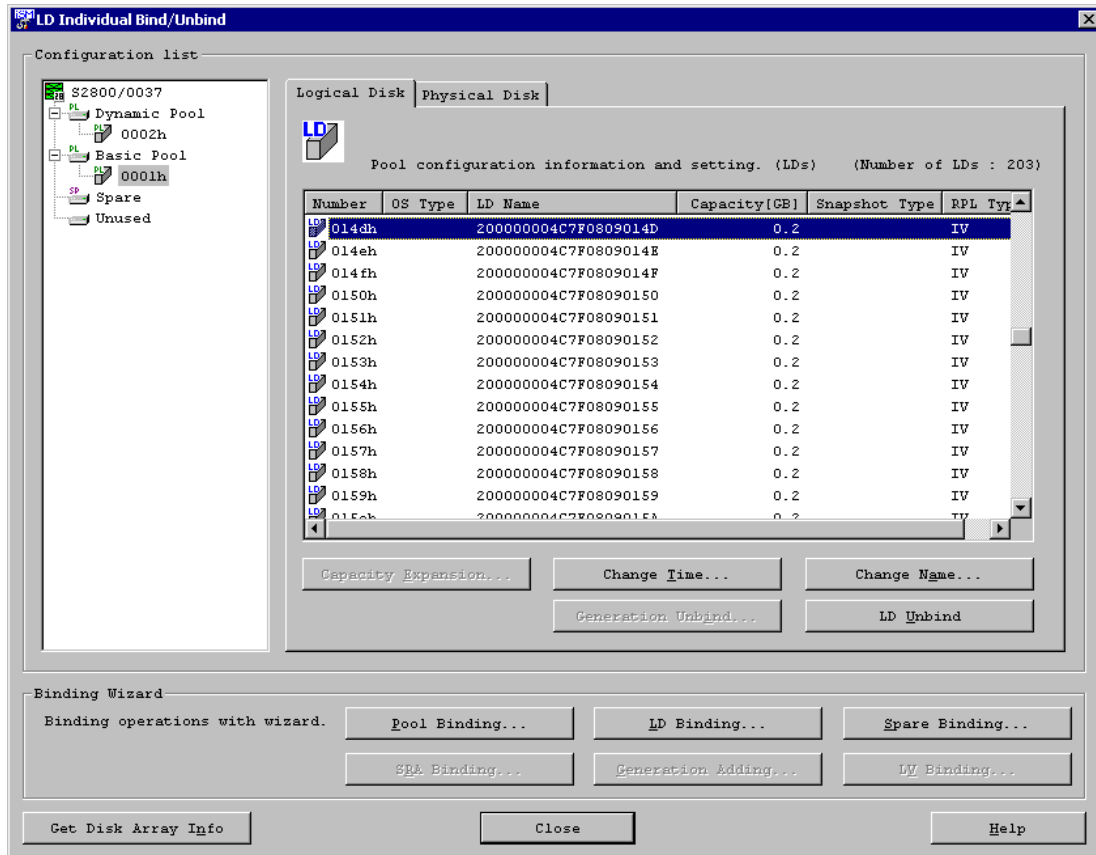 LD Individual Bind/Unbind
Configuration list
S2800/0037
Dynamic Pool
0002h
Basic Pool
0001h
Spare
Unused
Logical Disk Physical Disk
LD
Pool configuration information and setting. (LDs) (Number of LDs : 203)
Number OS Type LD Name Capacity[GB] Snapshot Type RPL Typ
014dh 200000004C7F0809014D 0.2 IV
014eh 200000004C7F0809014E 0.2 IV
014fh 200000004C7F0809014F 0.2 IV
0150h 200000004C7F08090150 0.2 IV
0151h 200000004C7F08090151 0.2 IV
0152h 200000004C7F08090152 0.2 IV
0153h 200000004C7F08090153 0.2 IV
0154h 200000004C7F08090154 0.2 IV
0155h 200000004C7F08090155 0.2 IV
0156h 200000004C7F08090156 0.2 IV
0157h 200000004C7F08090157 0.2 IV
0158h 200000004C7F08090158 0.2 IV
0159h 200000004C7F08090159 0.2 IV
Capacity Expansion... Change Time... Change Name...
Generation Unbind... LD Unbind
Binding Wizard
Binding operations with wizard. Pool Binding... LD Binding... Spare Binding...
SRA Binding... Generation Adding... LV Binding...
Get Disk Array Info Close Help